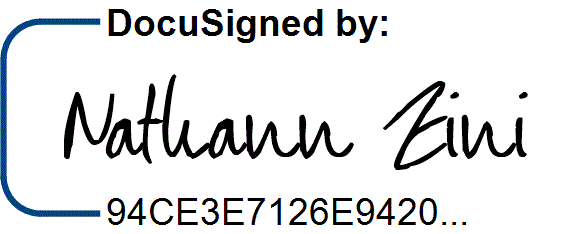 DocuSigned by:
Nathann Zini
94CE3E7126E9420...